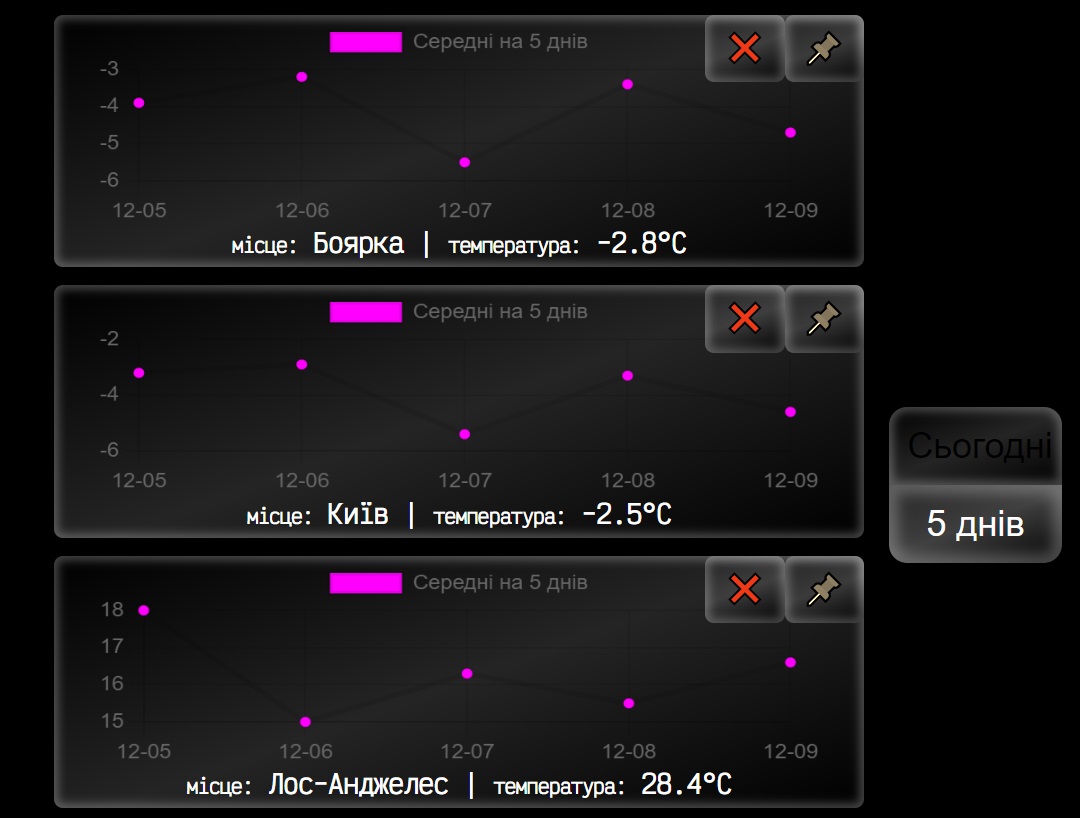 Середні на 5 днів
-3
-4
-5
-6
12-05 12-06 12-07 12-08 12-09
місце: Боярка | температура: -2.8°C
Середні на 5 днів
-2
-4
-6
12-05 12-06 12-07 12-08 12-09
місце: Київ | температура: -2.5°C
Середні на 5 днів
18
17
16
15
12-05 12-06 12-07 12-08 12-09
місце: Лос-Анджелес | температура: 28.4°C
Сьогодні
5 днів